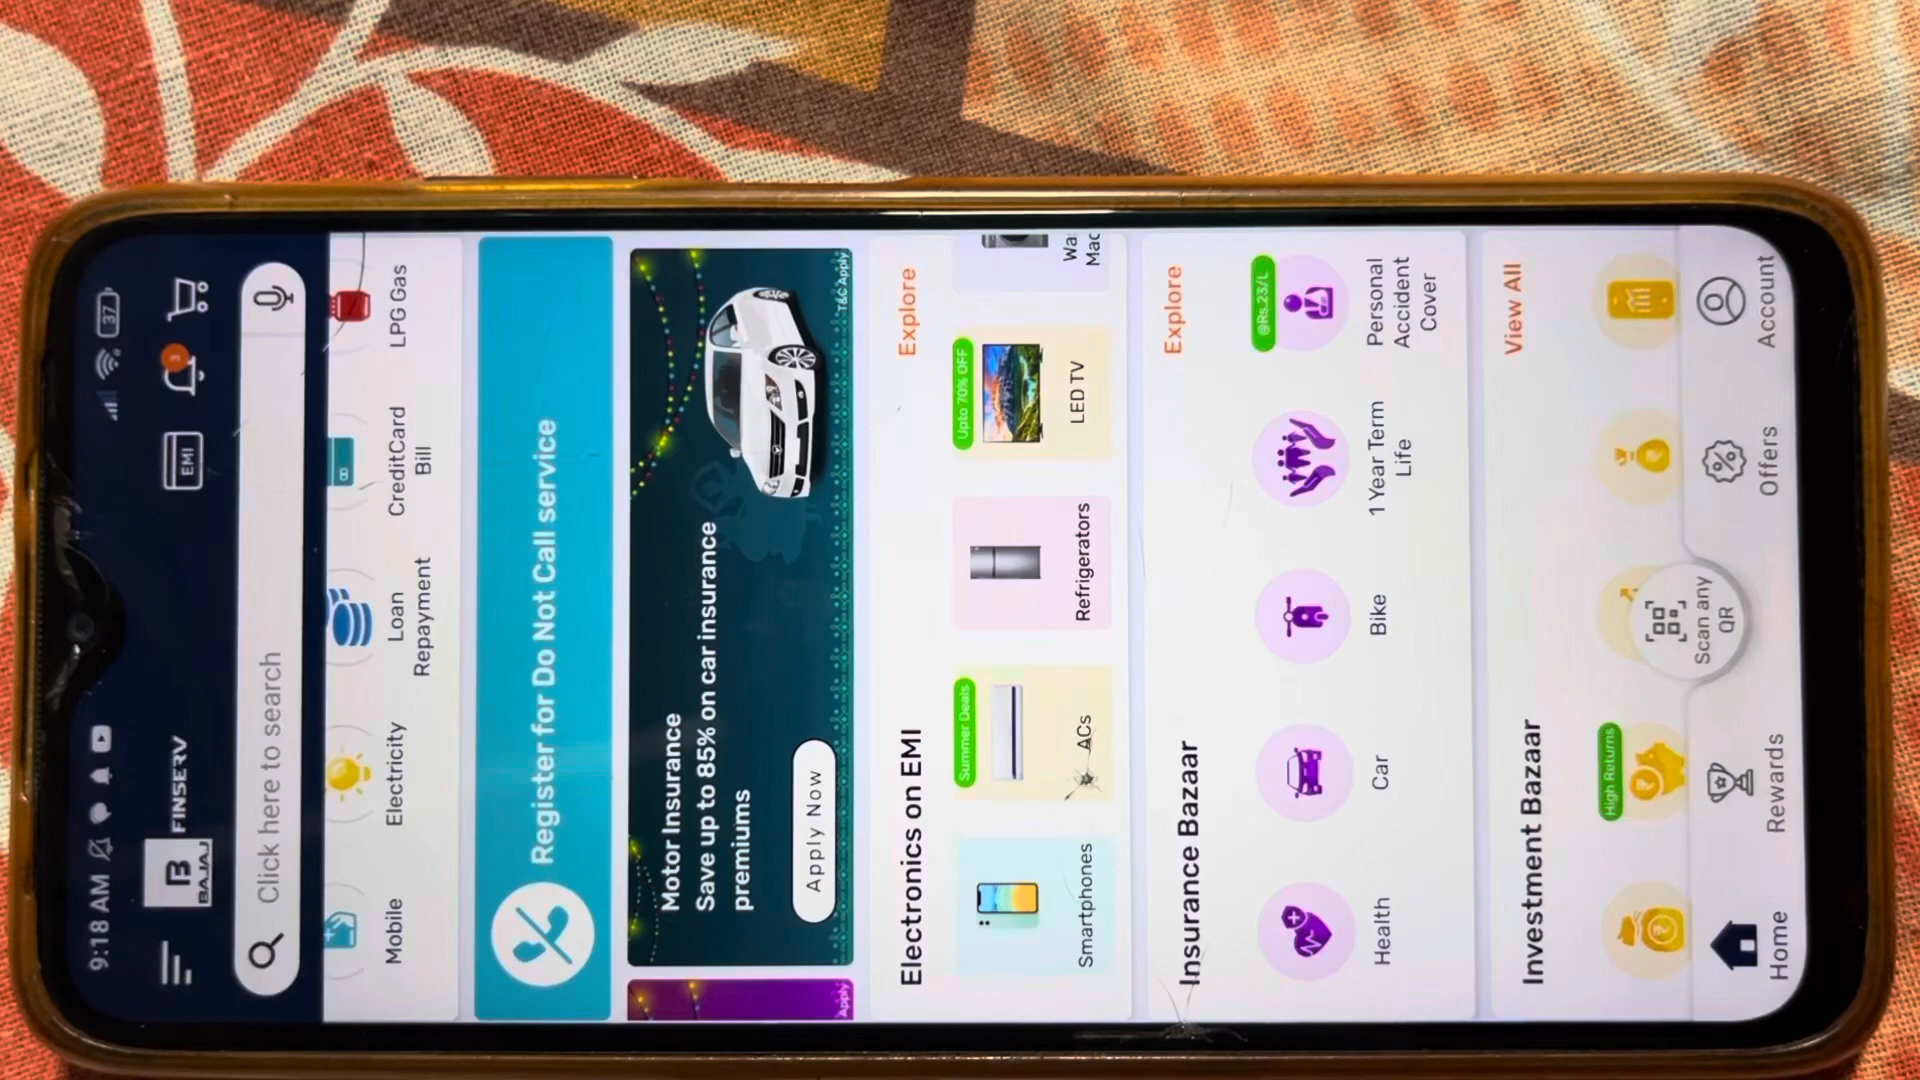 9:18 AM
37
B
BAJAJ
FINSERV
EMI
3
Click here to search
Mobile
Electricity
Loan
Repayment
CreditCard
Bill
LPG Gas
Register for Do Not Call service
Motor Insurance
Save up to 85% on car insurance
premiums
Apply Now
T&C Apply
Apply
Electronics on EMI
Explore
Smartphones
Summer Deals
ACs
Refrigerators
Upto 70% OFF
LED TV
Wa
Mac
Insurance Bazaar
Explore
Health
Car
Bike
1 Year Term
Life
@Rs.23/L
Personal
Accident
Cover
Investment Bazaar
View All
High Returns
Home
Rewards
Scan any
QR
Offers
Account